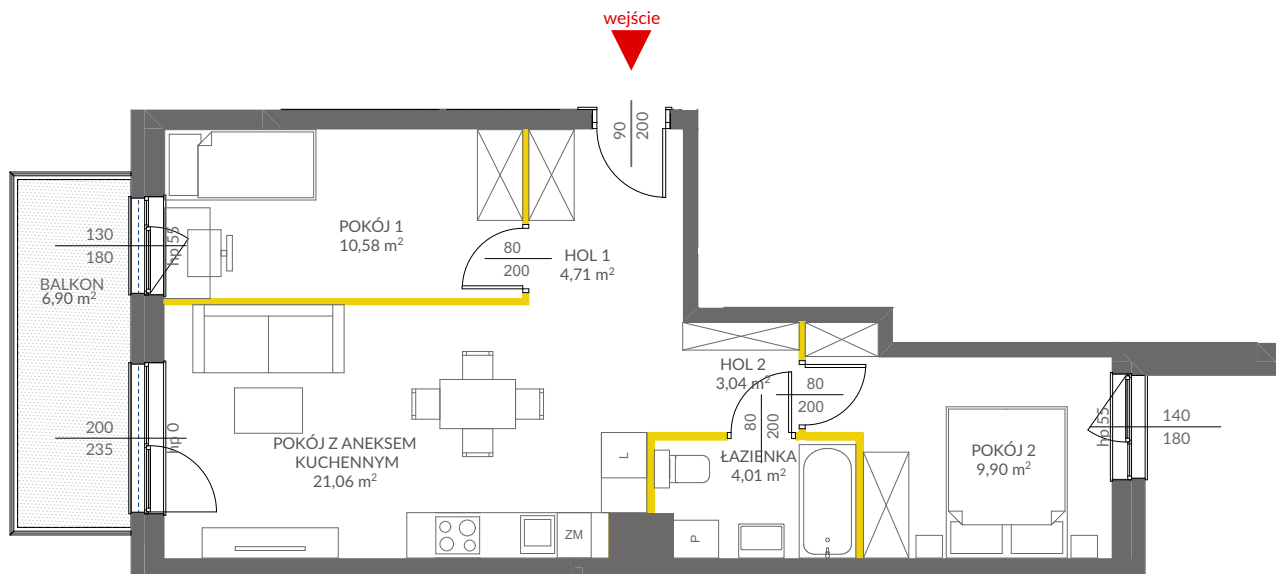 wejście
90
200
POKÓJ 1
10,58 m²
HOL 1
4,71 m²
80
200
130
180
hp 55
BALKON
6,90 m²
HOL 2
3,04 m²
80
200
80
200
200
235
hp 0
POKÓJ Z ANEKSEM
KUCHENNYM
21,06 m²
L
ŁAZIENKA
4,01 m²
POKÓJ 2
9,90 m²
hp 55
140
180
ZM
P